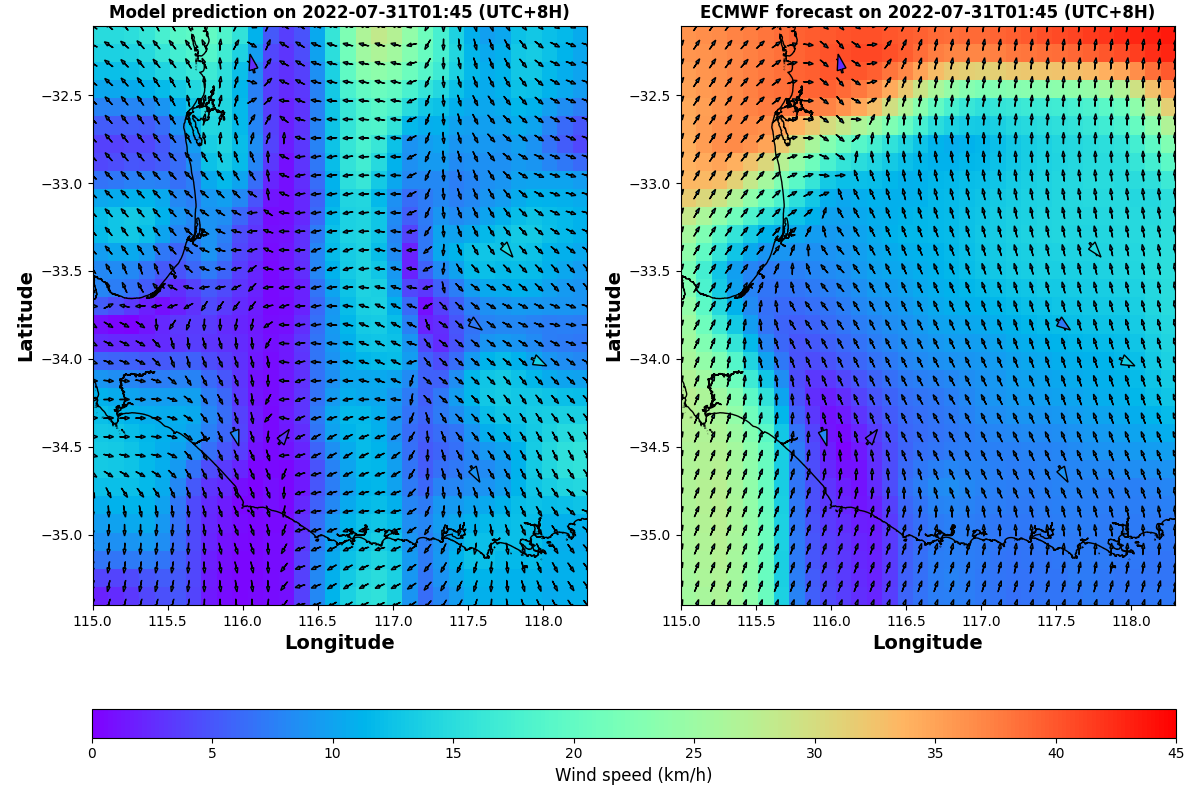 Model prediction on 2022-07-31T01:45 (UTC+8H)
ECMWF forecast on 2022-07-31T01:45 (UTC+8H)
Latitude
−32.5
−33.0
−33.5
−34.0
−34.5
−35.0
115.0 115.5 116.0 116.5 117.0 117.5 118.0
Longitude
Latitude
−32.5
−33.0
−33.5
−34.0
−34.5
−35.0
115.0 115.5 116.0 116.5 117.0 117.5 118.0
Longitude
0 5 10 15 20 25 30 35 40 45
Wind speed (km/h)